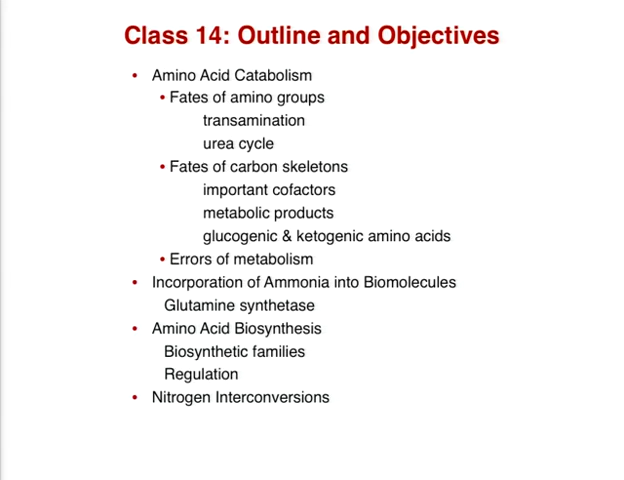 Class 14: Outline and Objectives
• Amino Acid Catabolism
• Fates of amino groups
transamination
urea cycle
• Fates of carbon skeletons
important cofactors
metabolic products
glucogenic & ketogenic amino acids
• Errors of metabolism
• Incorporation of Ammonia into Biomolecules
Glutamine synthetase
• Amino Acid Biosynthesis
Biosynthetic families
Regulation
• Nitrogen Interconversions